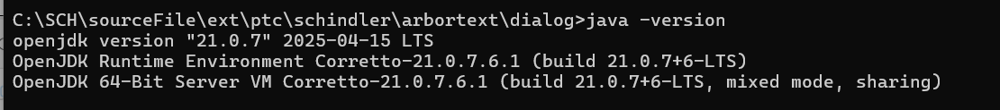 C:\SCH\sourceFile\ext\ptc\schindler\arbortext\dialog>java -version
openjdk version "21.0.7" 2025-04-15 LTS
OpenJDK Runtime Environment Corretto-21.0.7.6.1 (build 21.0.7+6-LTS)
OpenJDK 64-Bit Server VM Corretto-21.0.7.6.1 (build 21.0.7+6-LTS, mixed mode, sharing)